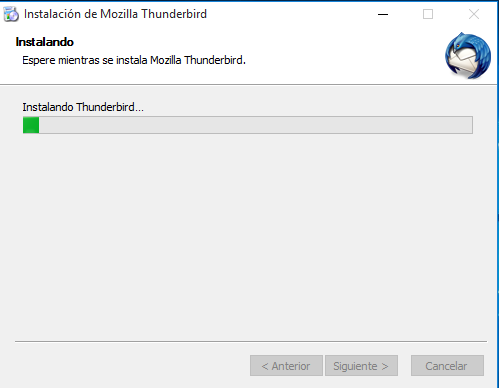 Instalación de Mozilla Thunderbird
Instalando
Espere mientras se instala Mozilla Thunderbird.
Instalando Thunderbird...
< Anterior
Siguiente >
Cancelar